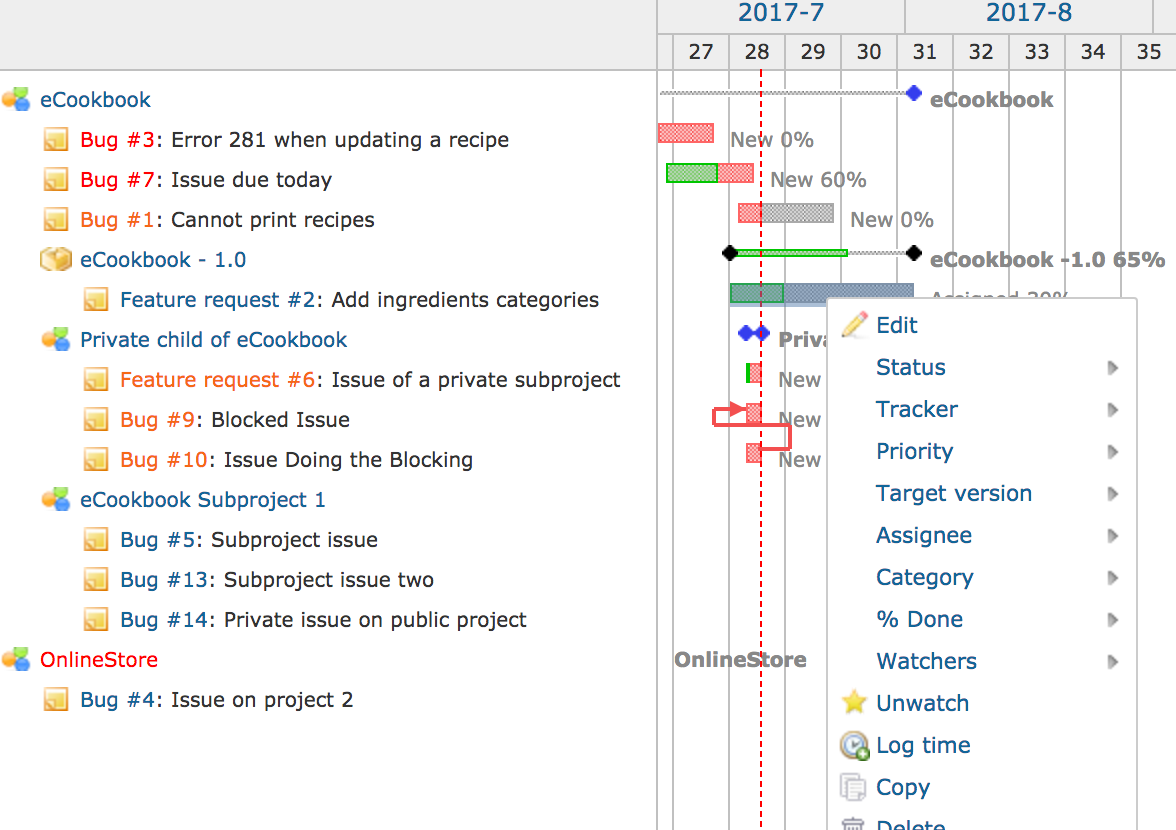 2017-7 2017-8
27 28 29 30 31 32 33 34 35
eCookbook eCookbook
Bug #3: Error 281 when updating a recipe New 0%
Bug #7: Issue due today New 60%
Bug #1: Cannot print recipes New 0%
eCookbook - 1.0 eCookbook -1.0 65%
Feature request #2: Add ingredients categories Assigned
Edit
Private child of eCookbook
Status
Feature request #6: Issue of a private subproject New
Tracker
Bug #9: Blocked Issue New
Priority
Bug #10: Issue Doing the Blocking New
Target version
eCookbook Subproject 1
Assignee
Bug #5: Subproject issue
Category
Bug #13: Subproject issue two
% Done
Bug #14: Private issue on public project
Watchers
OnlineStore OnlineStore
Unwatch
Bug #4: Issue on project 2
Log time
Copy
Delete